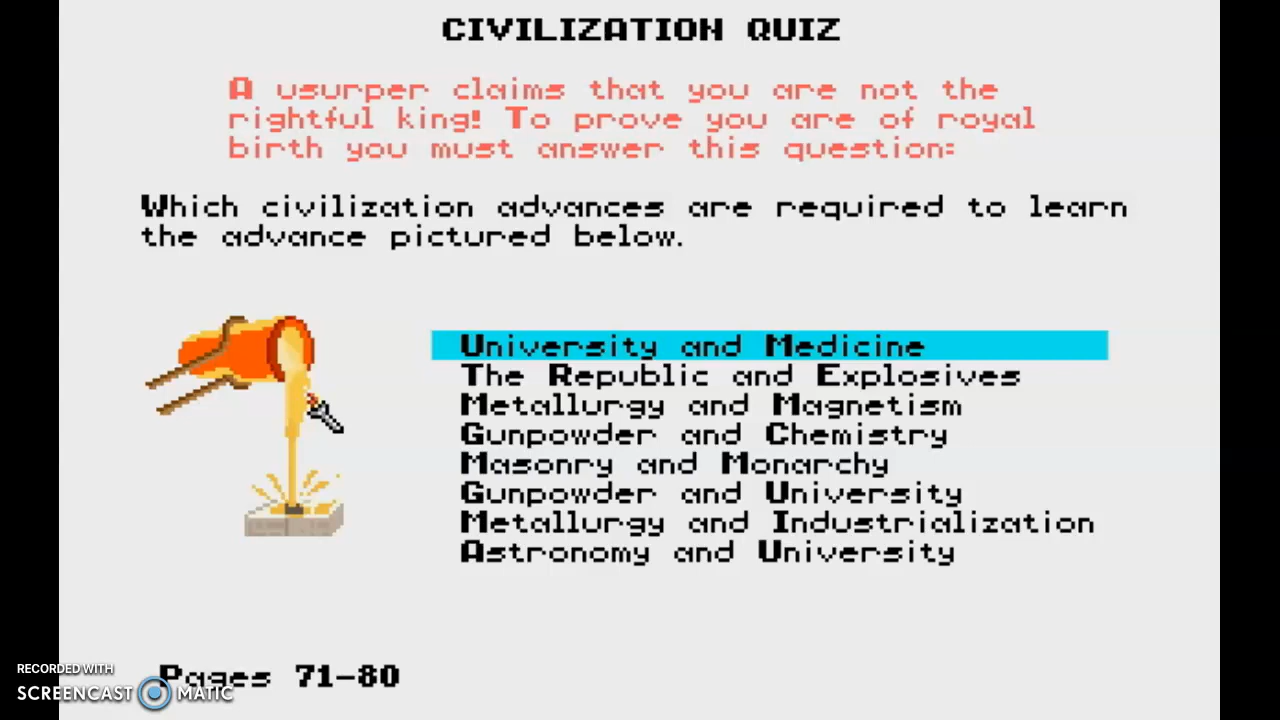 CIVILIZATION QUIZ
A usurper claims that you are not the
rightful king! To prove you are of royal
birth you must answer this question:
Which civilization advances are required to learn
the advance pictured below.
University and Medicine
The Republic and Explosives
Metallurgy and Magnetism
Gunpowder and Chemistry
Masonry and Monarchy
Gunpowder and University
Metallurgy and Industrialization
Astronomy and University
Pages 71-80
RECORDED WITH
SCREENCAST MATIC